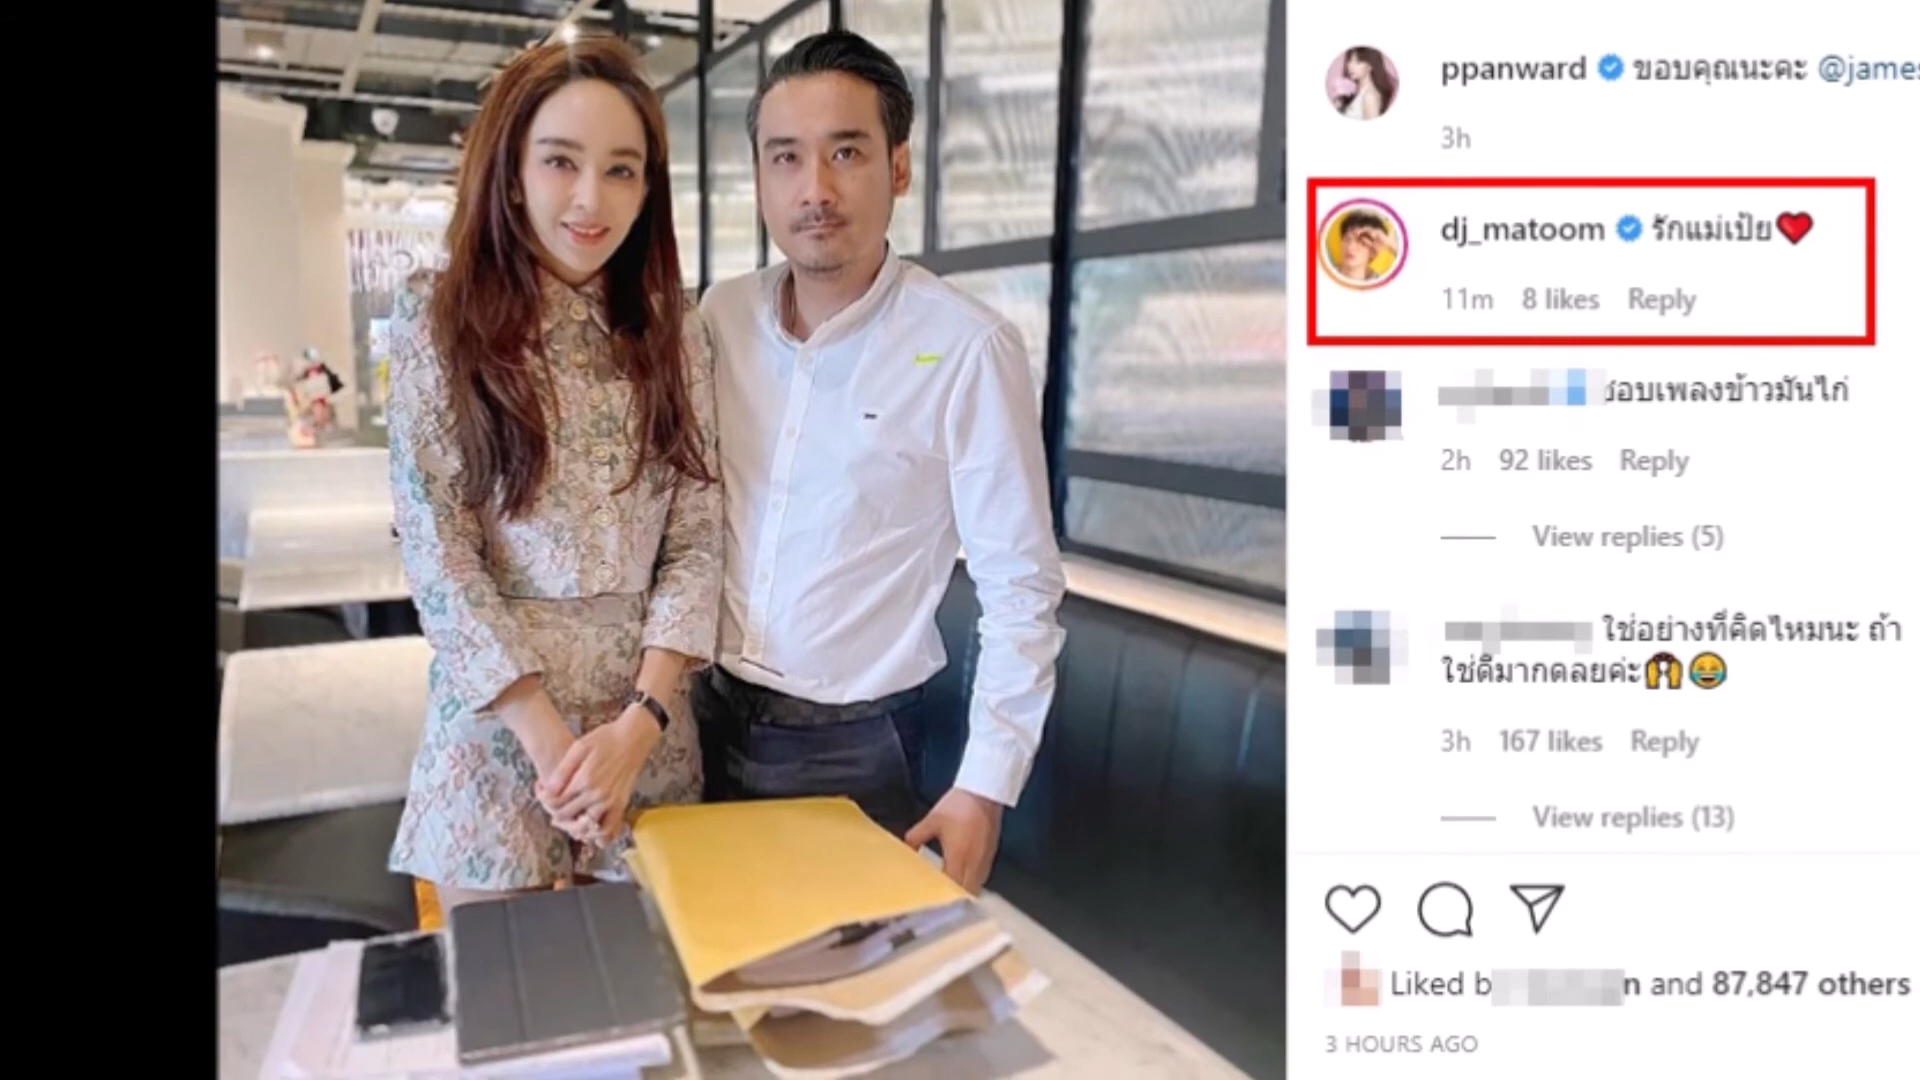 ppanward ขอบคุณนะคะ @james
3h
dj_matoom รักแม่เป้ย❤️
11m 8 likes Reply
ชอบเพลงข้าวมันไก่
2h 92 likes Reply
View replies (5)
ใช่อย่างที่คิดไหมนะ ถ้า
ใช่ดีมากดลยค่ะ🙌😂
3h 167 likes Reply
View replies (13)
Liked b n and 87,847 others
3 HOURS AGO